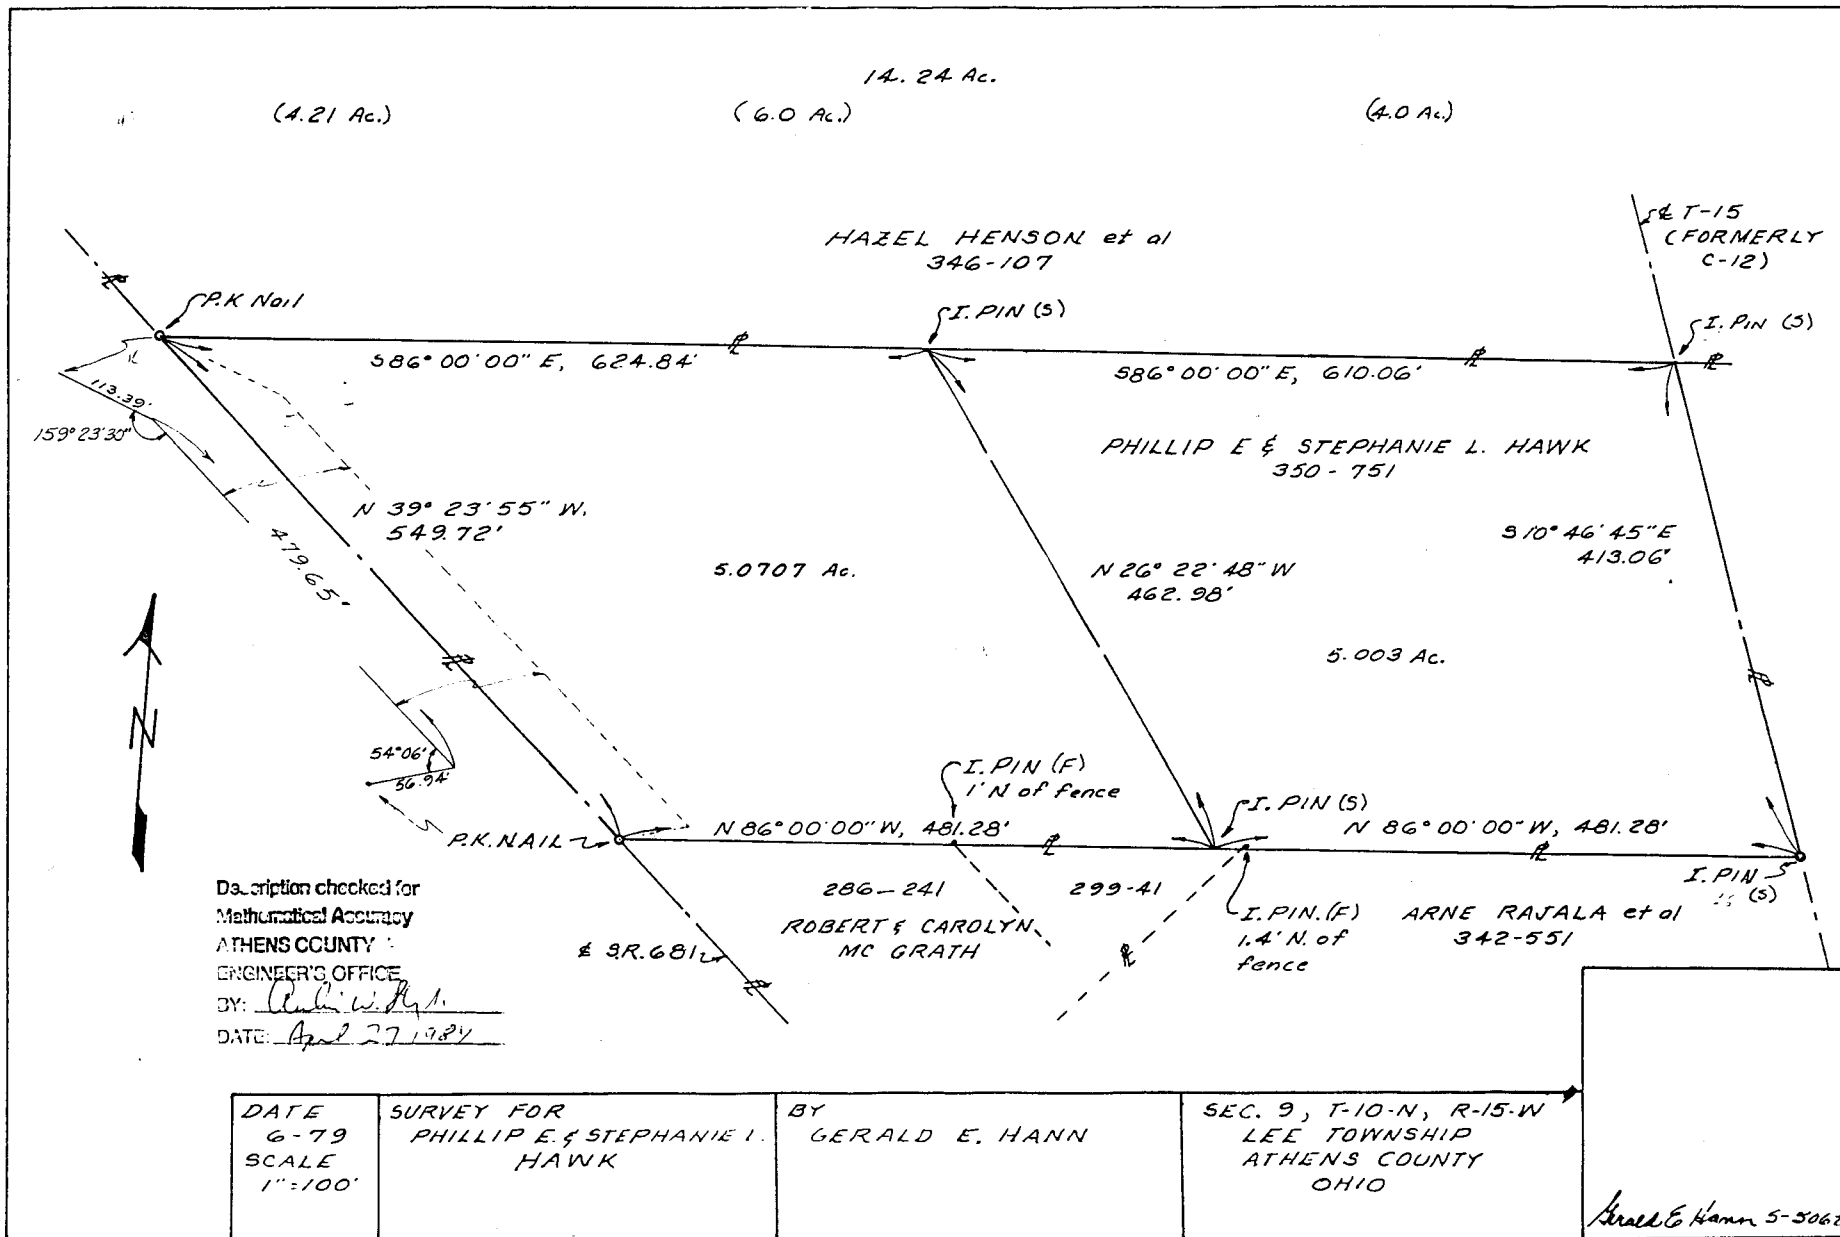 14.24 Ac.
(4.21 Ac.)
(6.0 Ac.)
(4.0 Ac.)
HAZEL HENSON et al
346-107
℄ T-15
(FORMERLY
C-12)
P.K Nail
I. PIN (S)
I. PIN (S)
S86° 00' 00" E, 624.84'
S86° 00' 00" E, 610.06'
113.39'
159° 23' 30"
PHILLIP E & STEPHANIE L. HAWK
350 - 751
N 39° 23' 55" W.
549.72'
479.65'
S 10° 46' 45" E
413.06'
5.0707 Ac.
N 26° 22' 48" W
462.98'
5.003 Ac.
N
54° 06'
56.94'
I. PIN (F)
1' N of fence
I. PIN (S)
P.K. NAIL
N 86° 00' 00" W, 481.28'
N 86° 00' 00" W, 481.28'
I. PIN
(S)
286-241
299-41
ROBERT & CAROLYN
MC GRATH
℄ S.R. 681
I. PIN. (F)
1.4' N. of
fence
ARNE RAJALA et al
342-551
Description checked for
Mathematical Accuracy
ATHENS COUNTY
ENGINEER'S OFFICE
BY:
DATE: April 27, 1984
DATE
6-79
SCALE
1"=100'
SURVEY FOR
PHILLIP E. & STEPHANIE L.
HAWK
BY
GERALD E. HANN
SEC. 9, T-10-N, R-15-W
LEE TOWNSHIP
ATHENS COUNTY
OHIO
Gerald E Hann S-5062